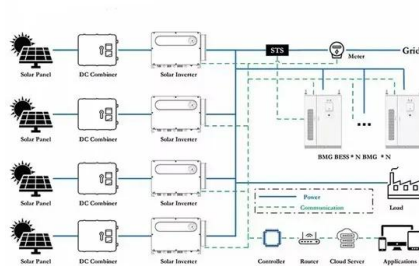 STS
Meter
Grid
Solar Panel
DC Combiner
Solar Inverter
Solar Panel
DC Combiner
Solar Inverter
BMG BESS * N BMG * N
Solar Panel
DC Combiner
Solar Inverter
Power
Communication
Load
Solar Panel
DC Combiner
Solar Inverter
Controller
Router
Cloud Server
Applications